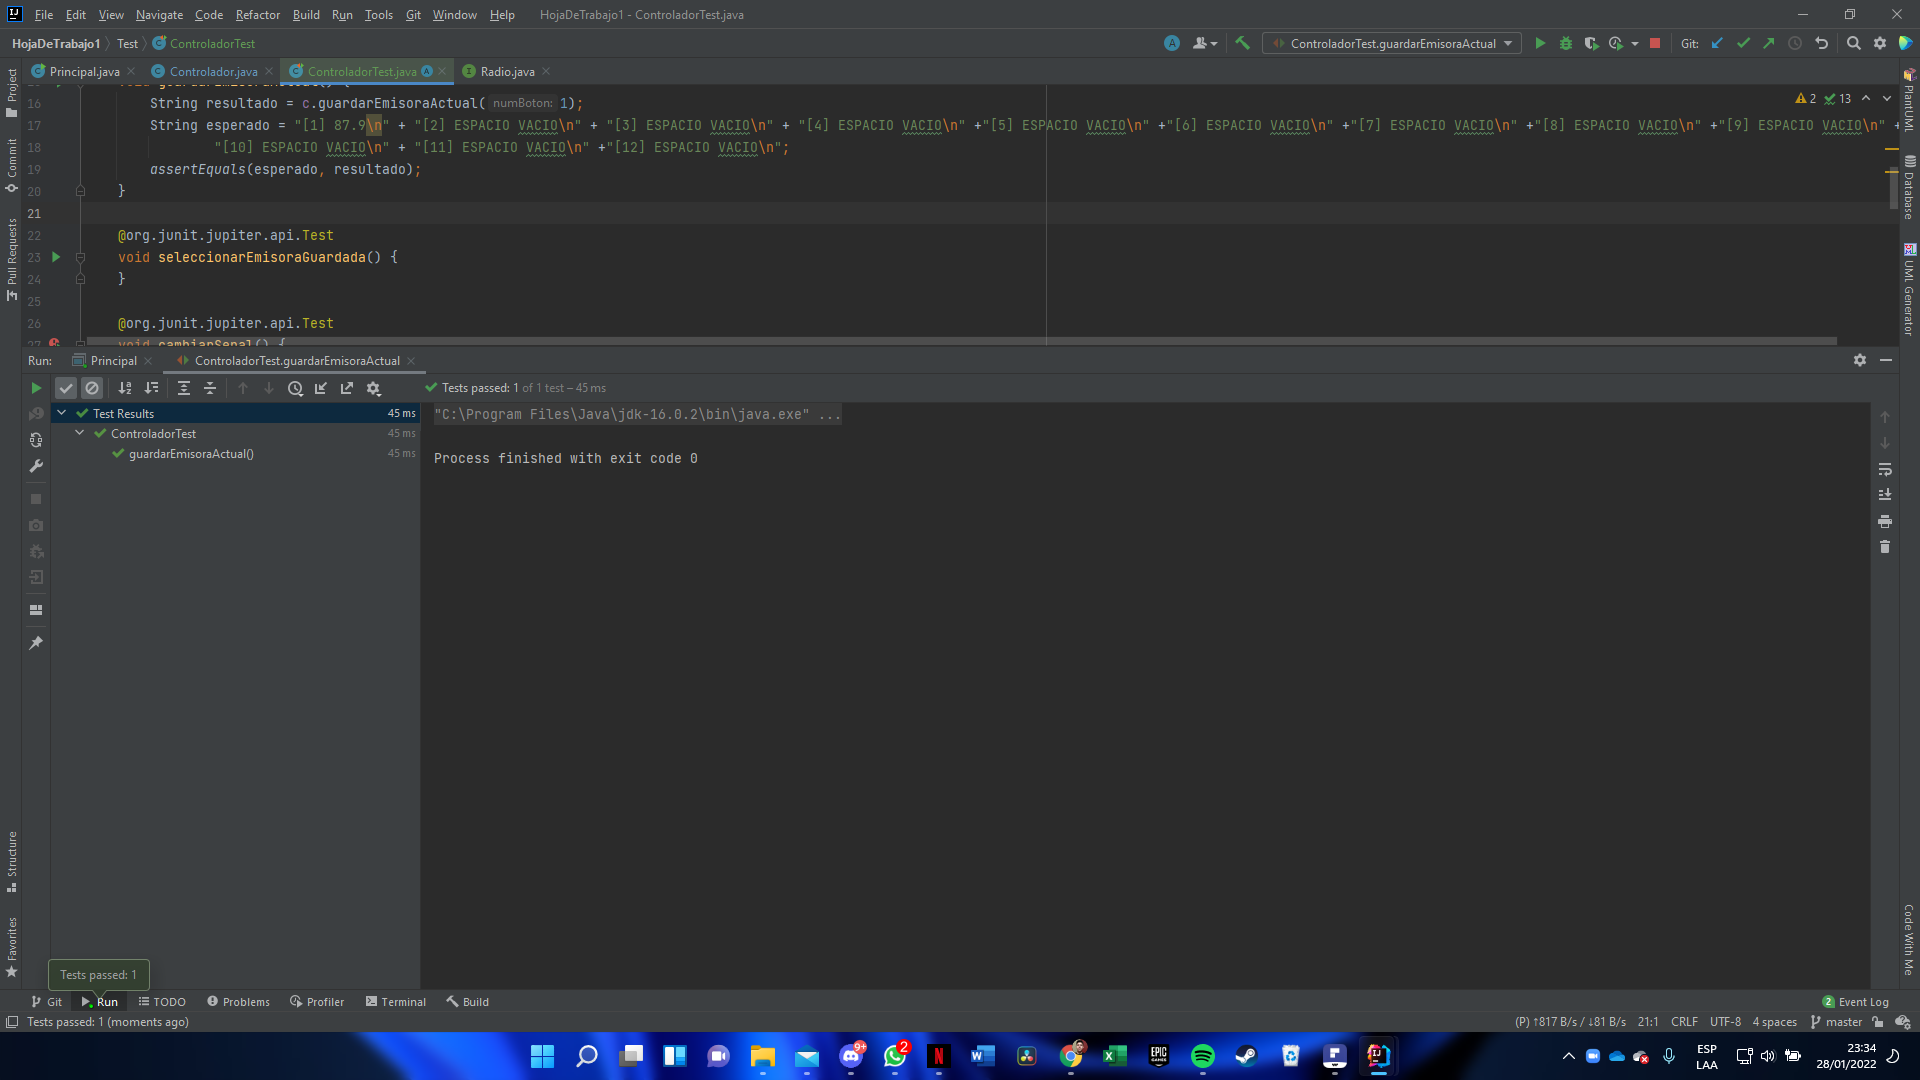 File Edit View Navigate Code Refactor Build Run Tools Git Window Help HojaDeTrabajo1 - ControladorTest.java
HojaDeTrabajo1 Test ControladorTest
ControladorTest.guardarEmisoraActual Git:
Principal.java Controlador.java ControladorTest.java Radio.java
16 String resultado = c.guardarEmisoraActual( numBoton: 1);
2 13
17 String esperado = "[1] 87.9\n" + "[2] ESPACIO VACIO\n" + "[3] ESPACIO VACIO\n" + "[4] ESPACIO VACIO\n" +"[5] ESPACIO VACIO\n" +"[6] ESPACIO VACIO\n" +"[7] ESPACIO VACIO\n" +"[8] ESPACIO VACIO\n" +"[9] ESPACIO VACIO\n" +
18 "[10] ESPACIO VACIO\n" + "[11] ESPACIO VACIO\n" +"[12] ESPACIO VACIO\n";
19 assertEquals(esperado, resultado);
20 }
21
22 @org.junit.jupiter.api.Test
23 void seleccionarEmisoraGuardada() {
24 }
25
26 @org.junit.jupiter.api.Test
27 void cambiarSenal() {
Run: Principal ControladorTest.guardarEmisoraActual
Tests passed: 1 of 1 test – 45 ms
Test Results 45 ms
ControladorTest 45 ms
guardarEmisoraActual() 45 ms
"C:\Program Files\Java\jdk-16.0.2\bin\java.exe" ...
Process finished with exit code 0
Project
Commit
Pull Requests
Structure
Favorites
PlantUML
Database
UML Generator
Code With Me
Tests passed: 1
Git Run TODO Problems Profiler Terminal Build 2 Event Log
Tests passed: 1 (moments ago) (P) ↑817 B/s / ↓81 B/s 21:1 CRLF UTF-8 4 spaces master
9+ 2 EPIC GAMES
ESP
LAA
23:34
28/01/2022